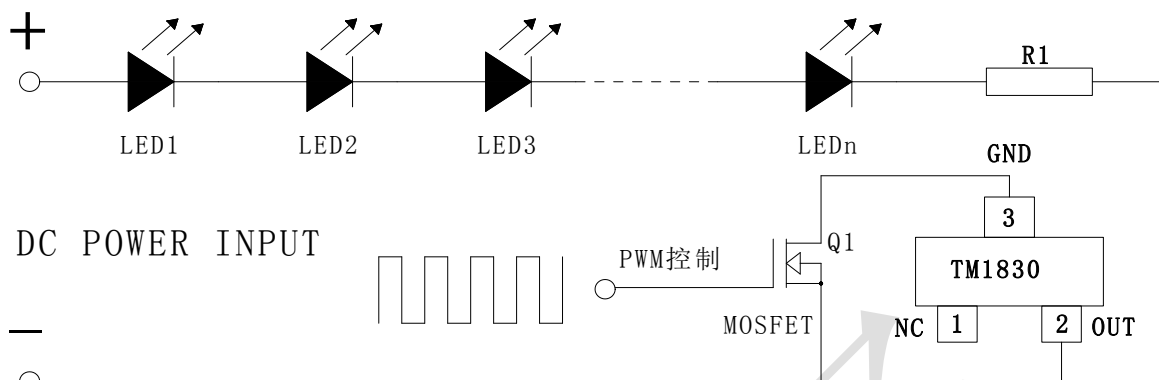 +
R1
LED1 LED2 LED3 LEDn
GND
3
DC POWER INPUT
Q1
PWM控制
TM1830
MOSFET
NC 1 2 OUT
—